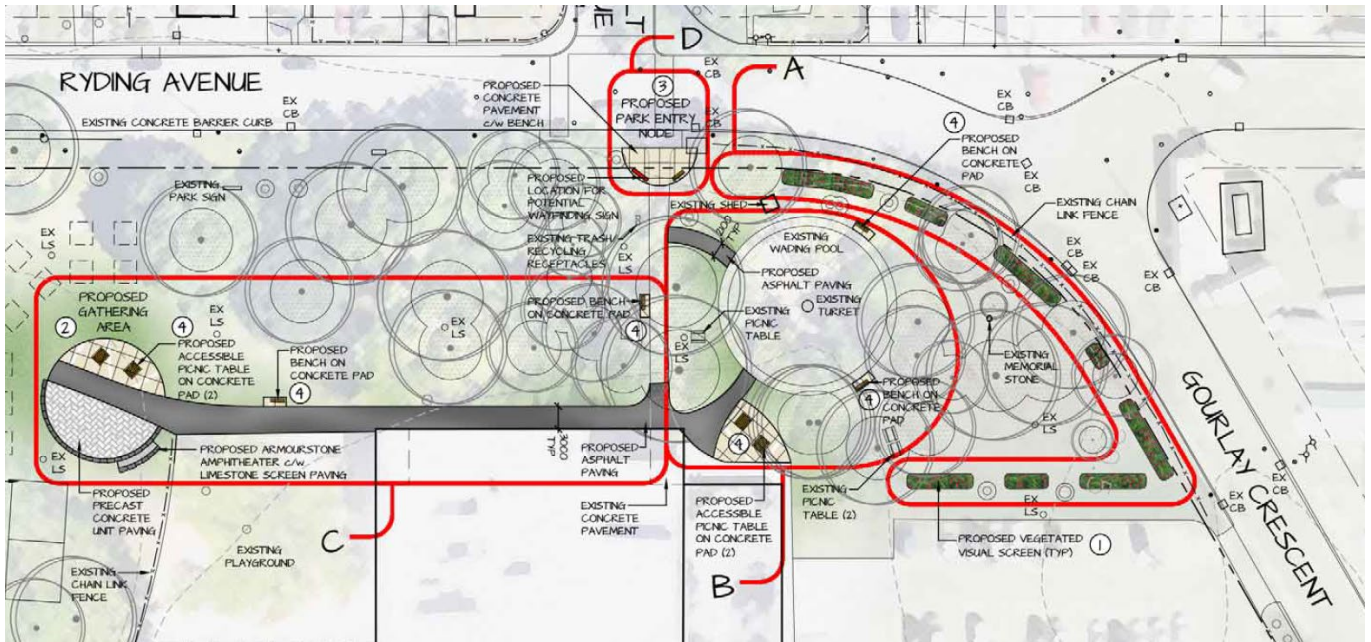 LT
UE
D
A
RYDING AVENUE
EX
CB
EXISTING CONCRETE BARRIER CURB
PROPOSED
CONCRETE
PAVEMENT
c/w BENCH
3
PROPOSED
PARK ENTRY
NODE
EX
CB
EX
CB
EX
CB
EX
CB
4
PROPOSED
BENCH ON
CONCRETE
PAD
EXISTING
PARK SIGN
PROPOSED
LOCATION FOR
POTENTIAL
WAYFINDING SIGN
EXISTING SHED
EXISTING CHAIN
LINK FENCE
EX
LS
EXISTING TRASH/
RECYCLING
RECEPTACLES
EX
LS
TYP
EXISTING
WADING POOL
EX
CB
EX
CB
PROPOSED
ASPHALT PAVING
PROPOSED
GATHERING
AREA
2
4
EX
LS
PROPOSED
ACCESSIBLE
PICNIC TABLE
ON CONCRETE
PAD (2)
PROPOSED
BENCH ON
CONCRETE PAD
4
EX
LS
PROPOSED BENCH
ON CONCRETE PAD
4
EX
LS
EXISTING
PICNIC
TABLE
EXISTING
TURRET
EXISTING
MEMORIAL
STONE
GOURLAY CRESCENT
PROPOSED
BENCH ON
CONCRETE
PAD
4
3000
TYP
4
EX
LS
EX
LS
PROPOSED ARMOURSTONE
AMPHITHEATER c/w
LIMESTONE SCREEN PAVING
PROPOSED
ASPHALT
PAVING
PROPOSED
PRECAST
CONCRETE
UNIT PAVING
EXISTING
CONCRETE
PAVEMENT
PROPOSED
ACCESSIBLE
PICNIC TABLE
ON CONCRETE
PAD (2)
EXISTING
PICNIC
TABLE (2)
EX
LS
EX
CB
PROPOSED VEGETATED
VISUAL SCREEN (TYP)
1
C
EXISTING
PLAYGROUND
EXISTING
CHAIN LINK
FENCE
B